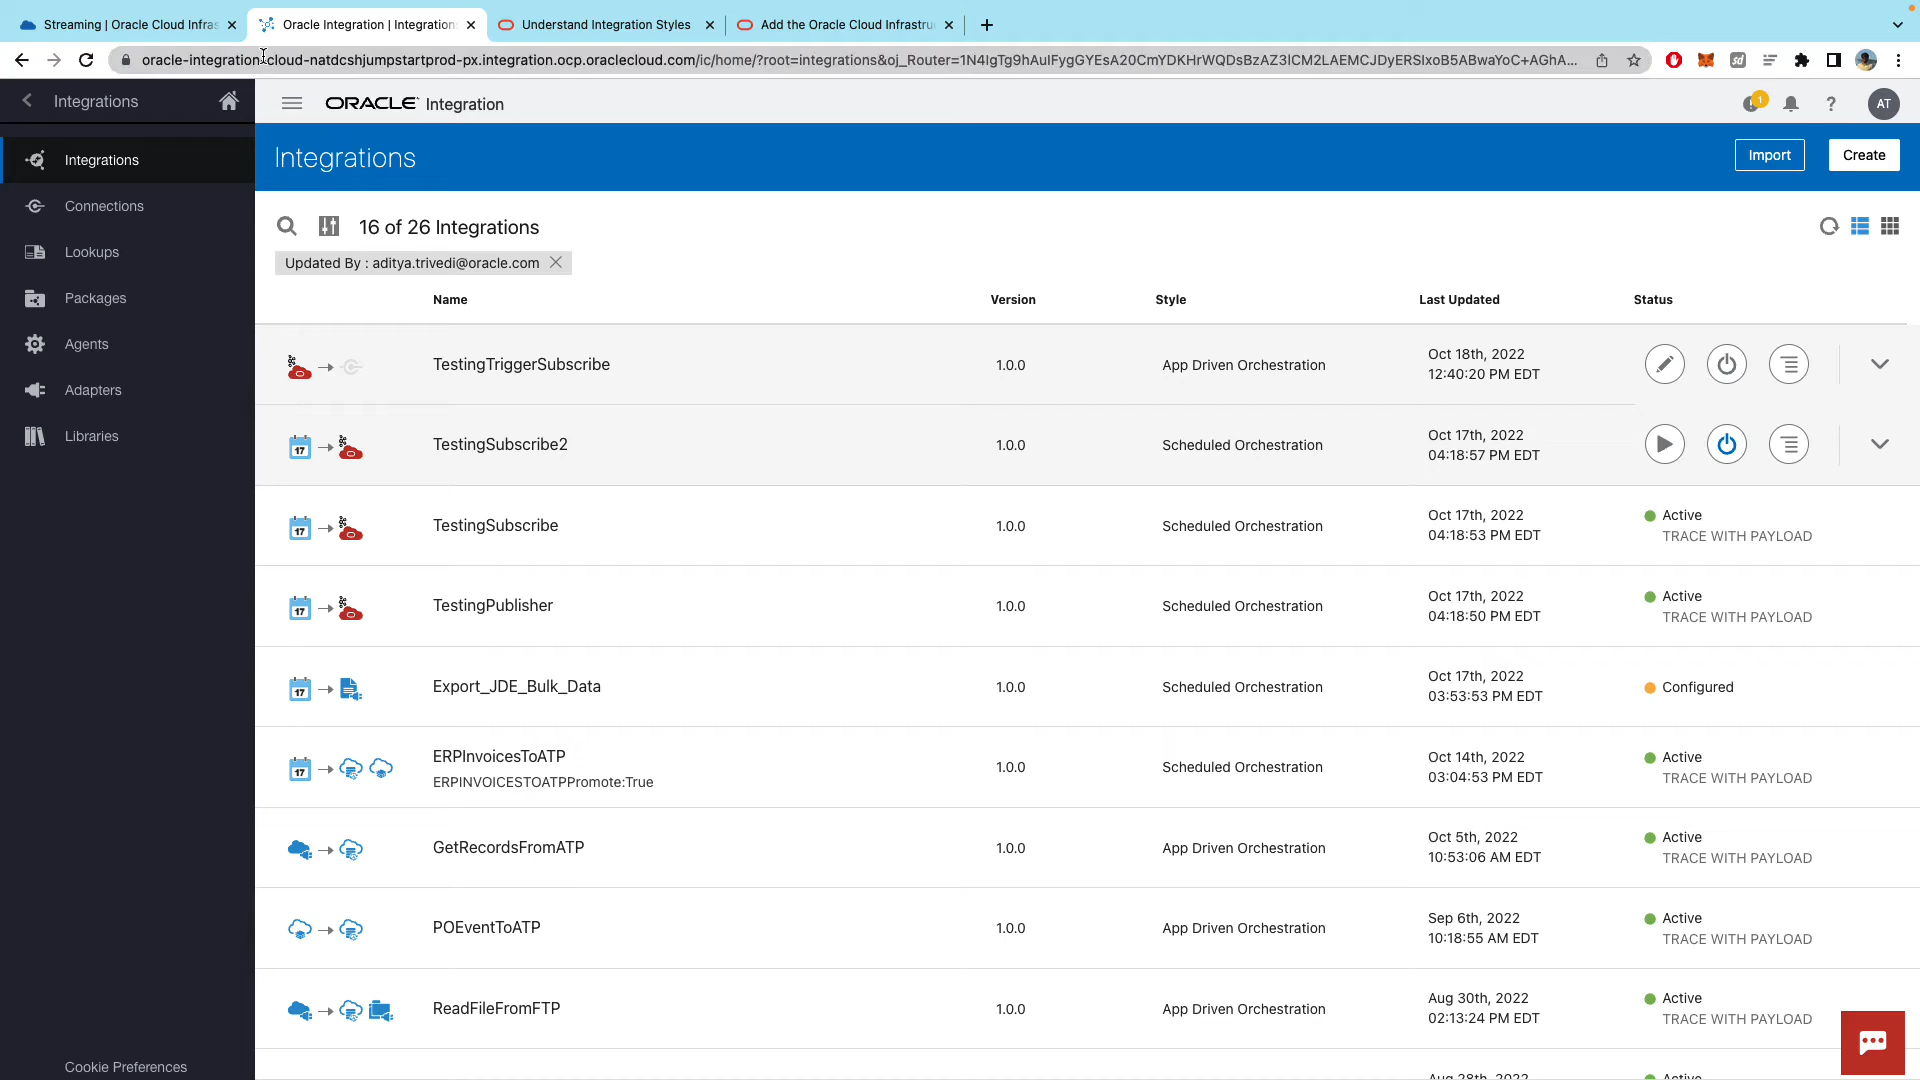 Streaming | Oracle Cloud Infras
Oracle Integration | Integration
Understand Integration Styles
Add the Oracle Cloud Infrastru
oracle-integration-cloud-natdcshjumpstartprod-px.integration.ocp.oraclecloud.com/ic/home/?root=integrations&oj_Router=1N4IgTg9hAuIFygGYEsA20CmYDKHrWQDsBzAZ3ICM2LAEMCJDyERSIxoB5ABwaYoC+AGhA...
Integrations
ORACLE Integration
1
?
AT
Integrations
Connections
Lookups
Packages
Agents
Adapters
Libraries
Cookie Preferences
Integrations
Import
Create
16 of 26 Integrations
Updated By : aditya.trivedi@oracle.com
Name Version Style Last Updated Status
TestingTriggerSubscribe 1.0.0 App Driven Orchestration Oct 18th, 2022
12:40:20 PM EDT
17 TestingSubscribe2 1.0.0 Scheduled Orchestration Oct 17th, 2022
04:18:57 PM EDT
17 TestingSubscribe 1.0.0 Scheduled Orchestration Oct 17th, 2022 Active
04:18:53 PM EDT TRACE WITH PAYLOAD
17 TestingPublisher 1.0.0 Scheduled Orchestration Oct 17th, 2022 Active
04:18:50 PM EDT TRACE WITH PAYLOAD
17 Export_JDE_Bulk_Data 1.0.0 Scheduled Orchestration Oct 17th, 2022 Configured
03:53:53 PM EDT
17 ERPInvoicesToATP 1.0.0 Scheduled Orchestration Oct 14th, 2022 Active
ERPINVOICESTOATPPromote:True 03:04:53 PM EDT TRACE WITH PAYLOAD
GetRecordsFromATP 1.0.0 App Driven Orchestration Oct 5th, 2022 Active
10:53:06 AM EDT TRACE WITH PAYLOAD
POEventToATP 1.0.0 App Driven Orchestration Sep 6th, 2022 Active
10:18:55 AM EDT TRACE WITH PAYLOAD
ReadFileFromFTP 1.0.0 App Driven Orchestration Aug 30th, 2022 Active
02:13:24 PM EDT TRACE WITH PAYLOAD
Aug 28th, 2022 Active